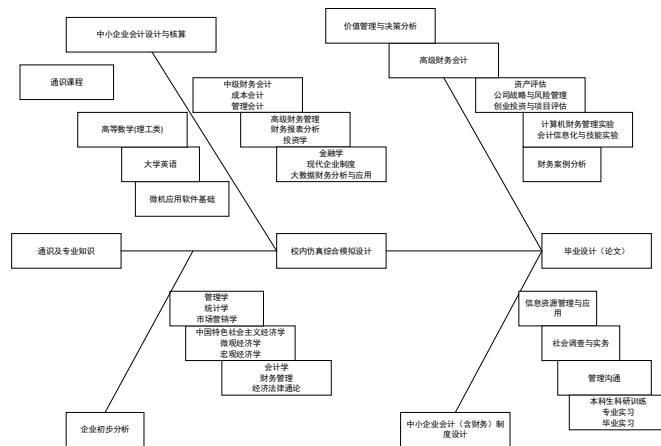 中小企业会计设计与核算
价值管理与决策分析
高级财务会计
通识课程
中级财务会计
成本会计
管理会计
资产评估
公司战略与风险管理
创业投资与项目评估
高等数学(理工类)
高级财务管理
财务报表分析
投资学
计算机财务管理实验
会计信息化与技能实验
大学英语
金融学
现代企业制度
大数据财务分析与应用
财务案例分析
微机应用软件基础
通识及专业知识
校内仿真综合模拟设计
毕业设计（论文）
管理学
统计学
市场营销学
信息资源管理与应
用
中国特色社会主义经济学
微观经济学
宏观经济学
社会调查与实务
会计学
财务管理
经济法律通论
管理沟通
本科生科研训练
专业实习
毕业实习
企业初步分析
中小企业会计（含财务）制
度设计